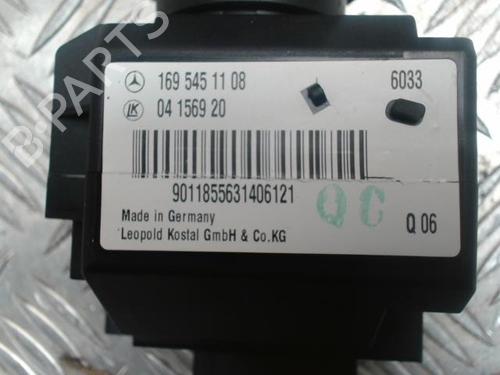 B-PARTS
169 545 11 08
6033
LK
04 1569 20
9011855631406121
QC
Made in Germany
Leopold Kostal GmbH & Co.KG
Q 06